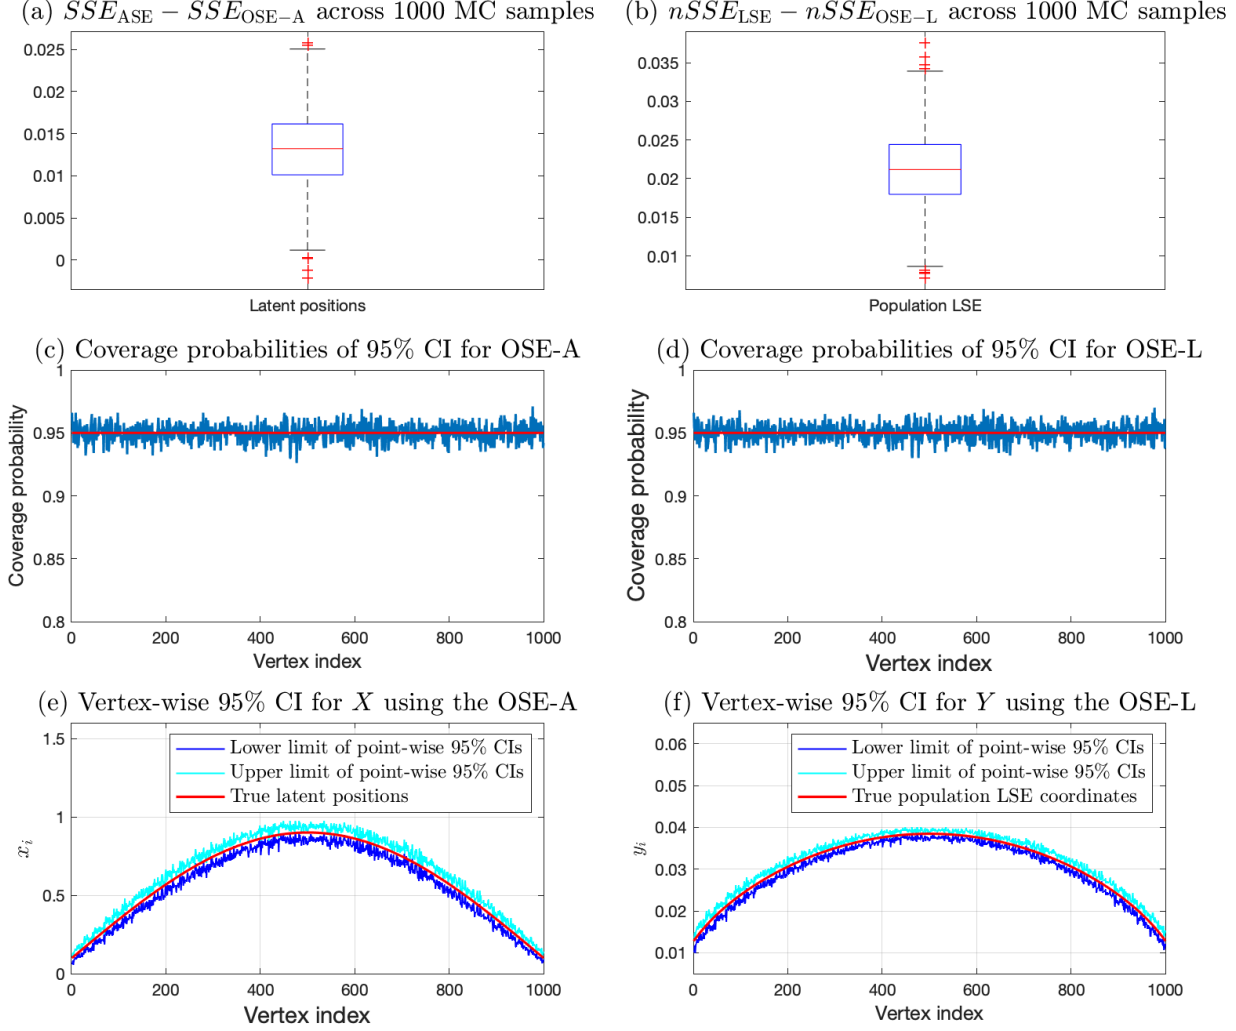 (a) SSE_ASE − SSE_OSE−A across 1000 MC samples
0.025
0.02
0.015
0.01
0.005
0
Latent positions
(b) nSSE_LSE − nSSE_OSE−L across 1000 MC samples
0.035
0.03
0.025
0.02
0.015
0.01
Population LSE
(c) Coverage probabilities of 95% CI for OSE-A
Coverage probability
1
0.95
0.9
0.85
0.8
0 200 400 600 800 1000
Vertex index
(d) Coverage probabilities of 95% CI for OSE-L
Coverage probability
1
0.95
0.9
0.85
0.8
0 200 400 600 800 1000
Vertex index
(e) Vertex-wise 95% CI for X using the OSE-A
x_i
1.5
1
0.5
0
Lower limit of point-wise 95% CIs
Upper limit of point-wise 95% CIs
True latent positions
0 200 400 600 800 1000
Vertex index
(f) Vertex-wise 95% CI for Y using the OSE-L
y_i
0.06
0.05
0.04
0.03
0.02
0.01
Lower limit of point-wise 95% CIs
Upper limit of point-wise 95% CIs
True population LSE coordinates
0 200 400 600 800 1000
Vertex index